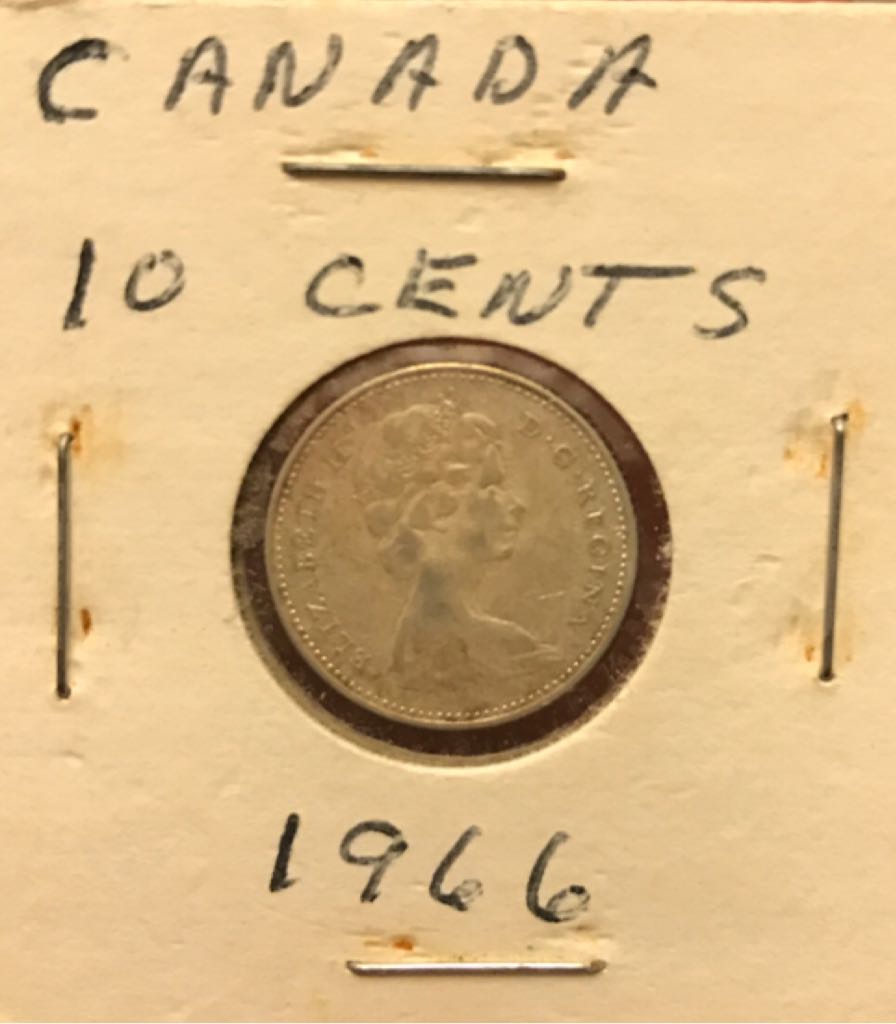 CANADA
10 CENTS
ELIZABETH II D·G·REGINA
1966